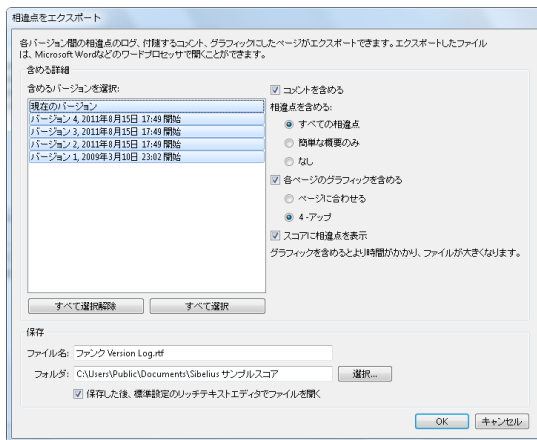 相違点をエクスポート
各バージョン間の相違点のログ、付随するコメント、グラフィックにしたページがエクスポートできます。エクスポートしたファイル
は、Microsoft Wordなどのワードプロセッサで開くことができます。
含める詳細
含めるバージョンを選択:
現在のバージョン
バージョン 4, 2011年8月15日 17:49 開始
バージョン 3, 2011年8月15日 17:49 開始
バージョン 2, 2011年8月15日 17:49 開始
バージョン 1, 2009年3月10日 23:02 開始
すべて選択解除
すべて選択
コメントを含める
相違点を含める:
すべての相違点
簡単な概要のみ
なし
各ページのグラフィックを含める
ページに合わせる
4-アップ
スコアに相違点を表示
グラフィックを含めるとより時間がかかり、ファイルが大きくなります。
保存
ファイル名: ファンク Version Log.rtf
フォルダ: C:\Users\Public\Documents\Sibelius サンプルスコア 選択...
保存した後、標準設定のリッチテキストエディタでファイルを開く
OK キャンセル